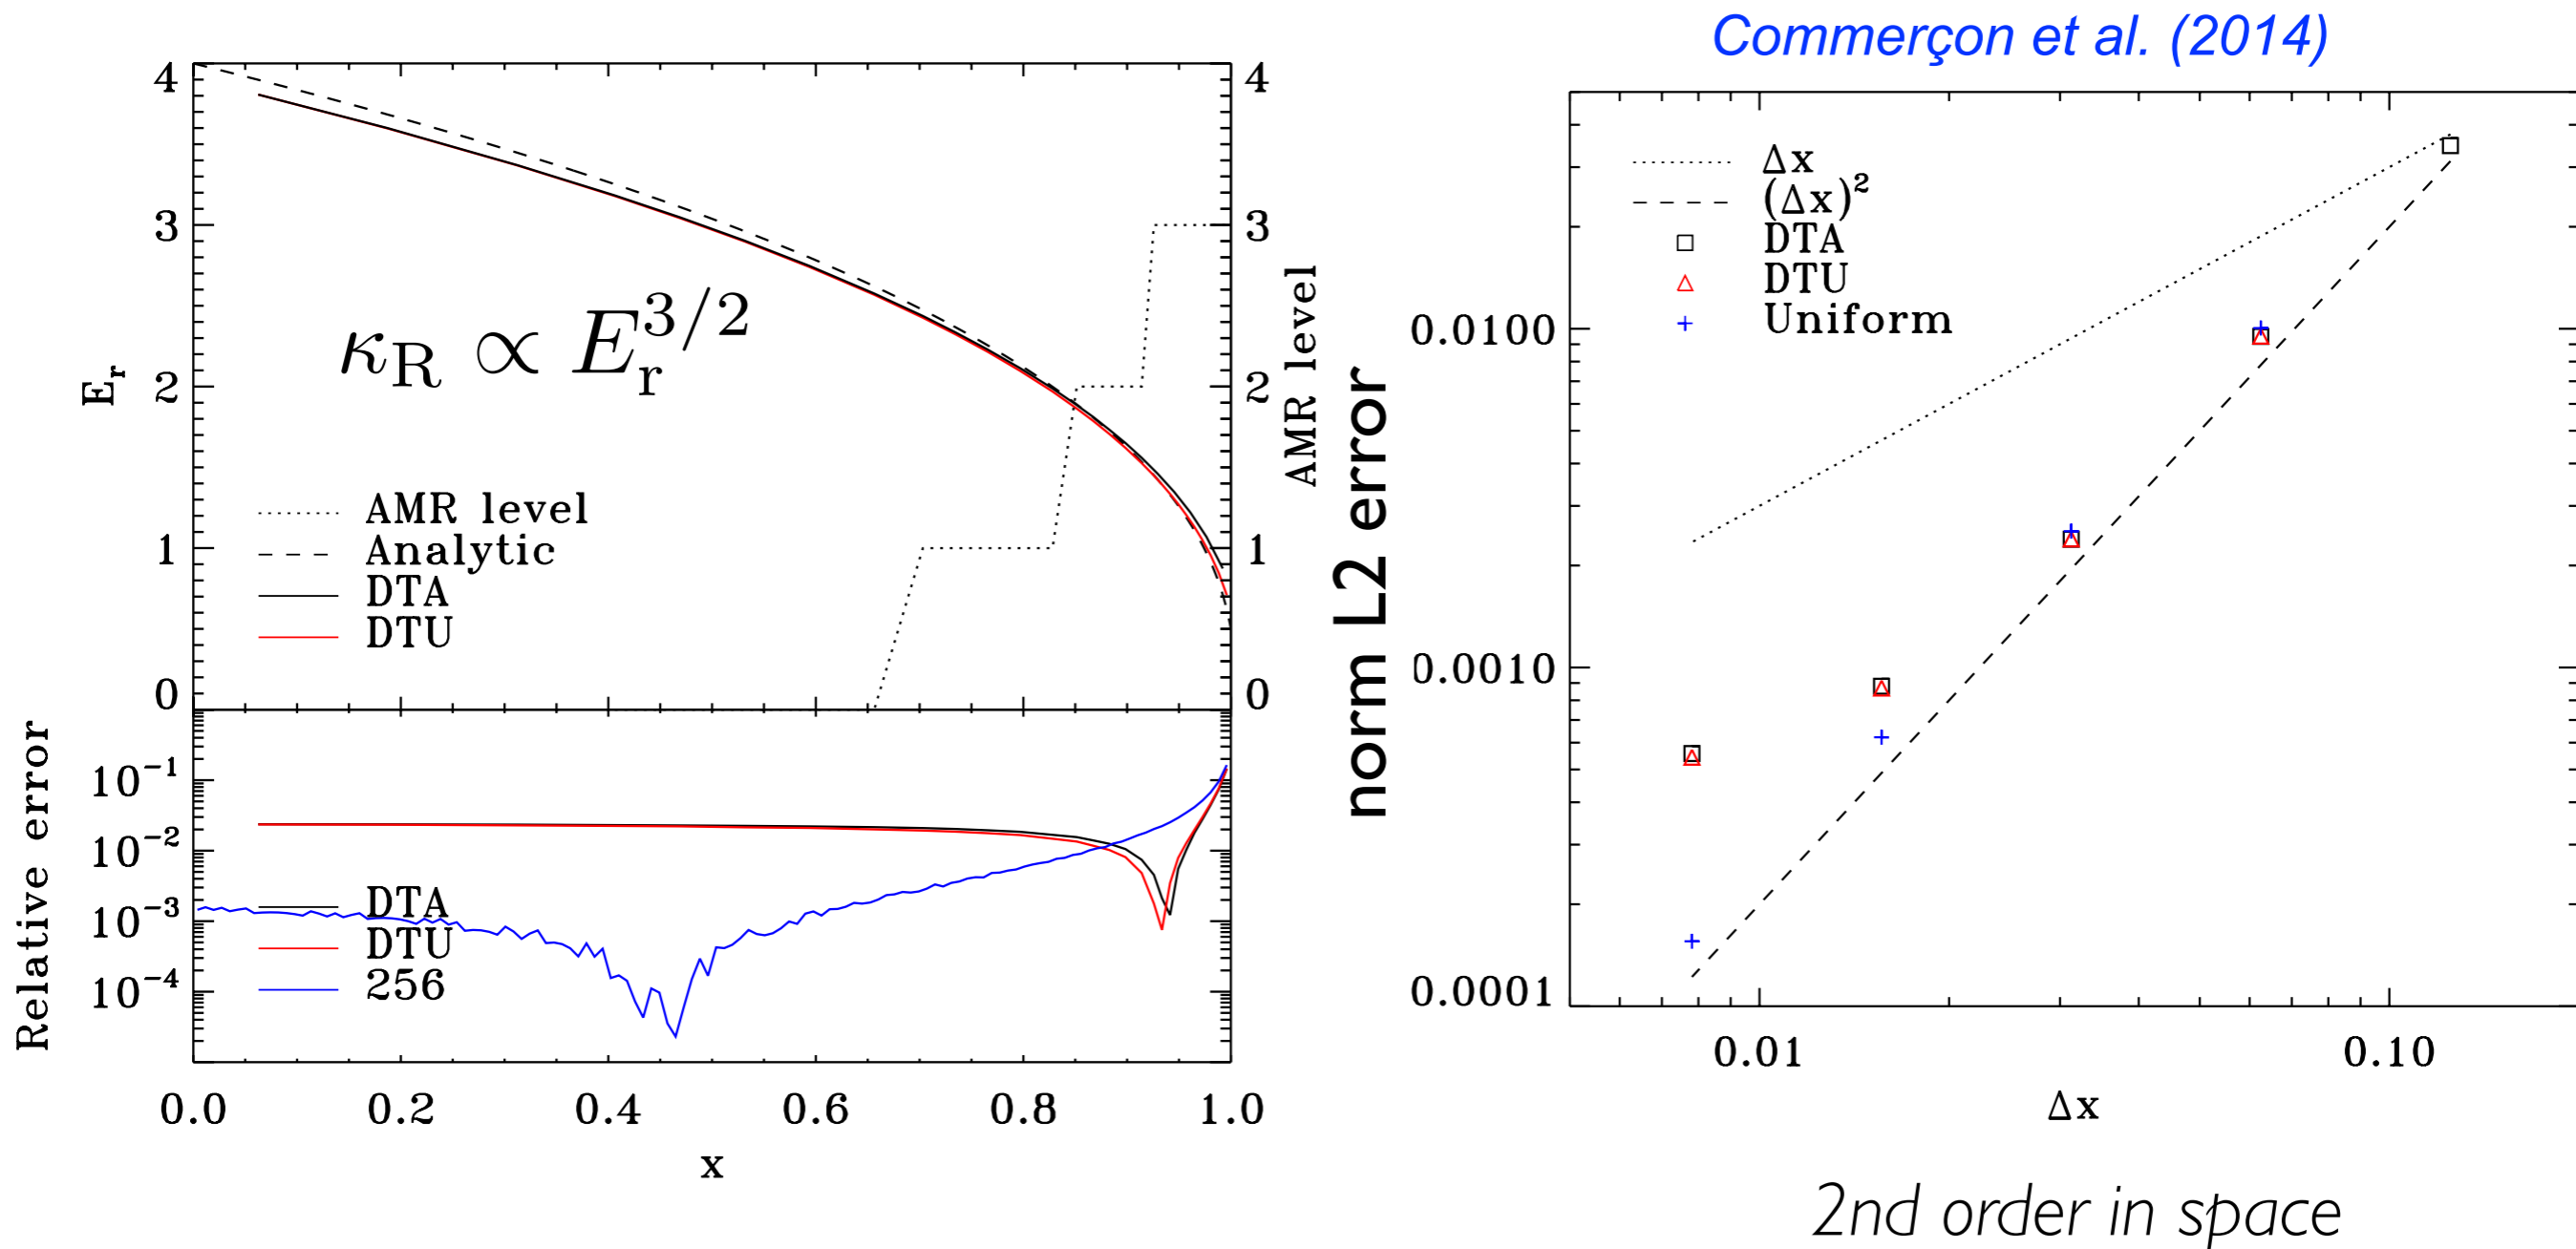 Commerçon et al. (2014)
4
3
2
1
0
E_r
κ_R ∝ E_r^{3/2}
AMR level
Analytic
DTA
DTU
4
3
2
1
0
AMR level
Relative error
10^{-1}
10^{-2}
10^{-3}
10^{-4}
DTA
DTU
256
0.0 0.2 0.4 0.6 0.8 1.0
x
norm L2 error
0.0100
0.0010
0.0001
Δx
(Δx)^2
DTA
DTU
Uniform
0.01 0.10
Δx
2nd order in space